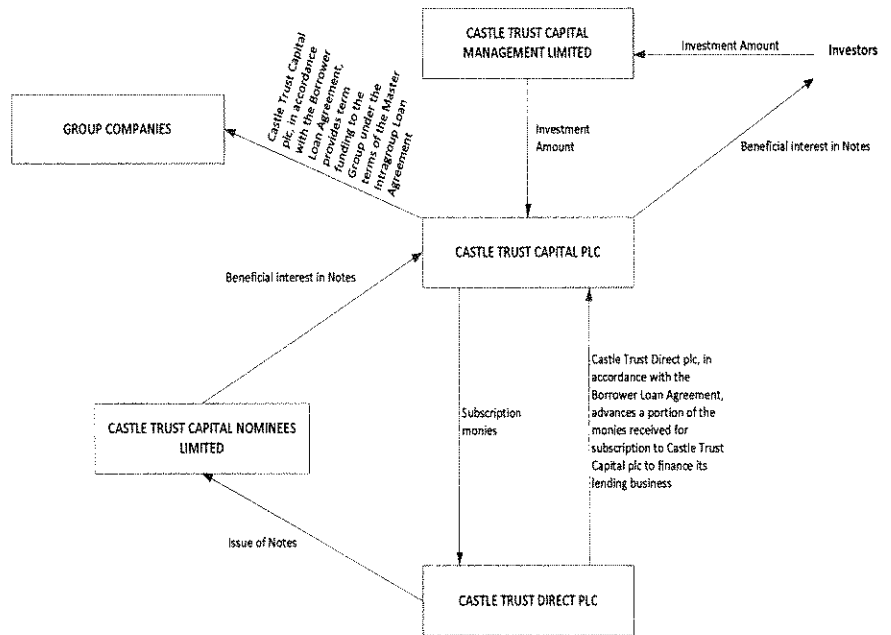 CASTLE TRUST CAPITAL
MANAGEMENT LIMITED
Investment Amount
Investors
GROUP COMPANIES
Castle Trust Capital
plc, in accordance
with the Borrower
Loan Agreement,
provides term
funding to the
Group under the
terms of the Master
Intragroup Loan
Agreement
Investment
Amount
Beneficial interest in Notes
CASTLE TRUST CAPITAL PLC
Beneficial interest in Notes
Castle Trust Direct plc, in
accordance with the
Borrower Loan Agreement,
advances a portion of the
monies received for
subscription to Castle Trust
Capital plc to finance its
lending business
Subscription
monies
CASTLE TRUST CAPITAL NOMINEES
LIMITED
Issue of Notes
CASTLE TRUST DIRECT PLC